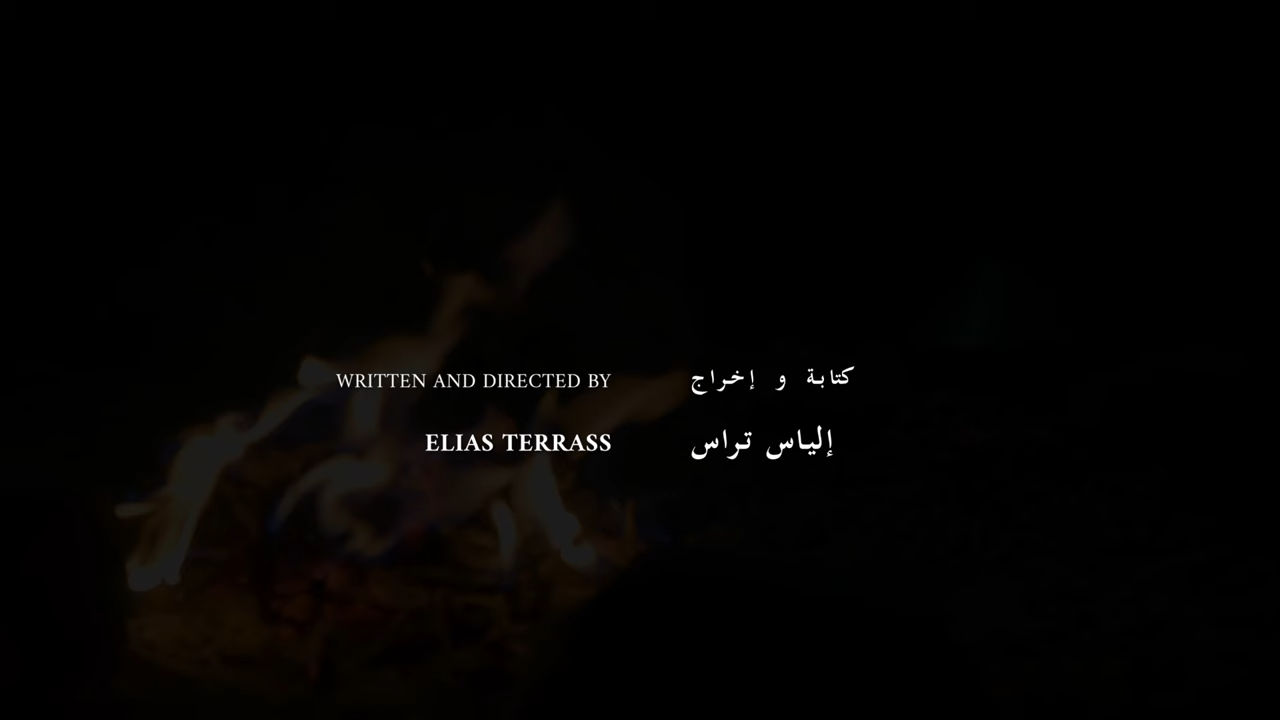 WRITTEN AND DIRECTED BY
كتابة و إخراج
ELIAS TERRASS
إلياس تراس